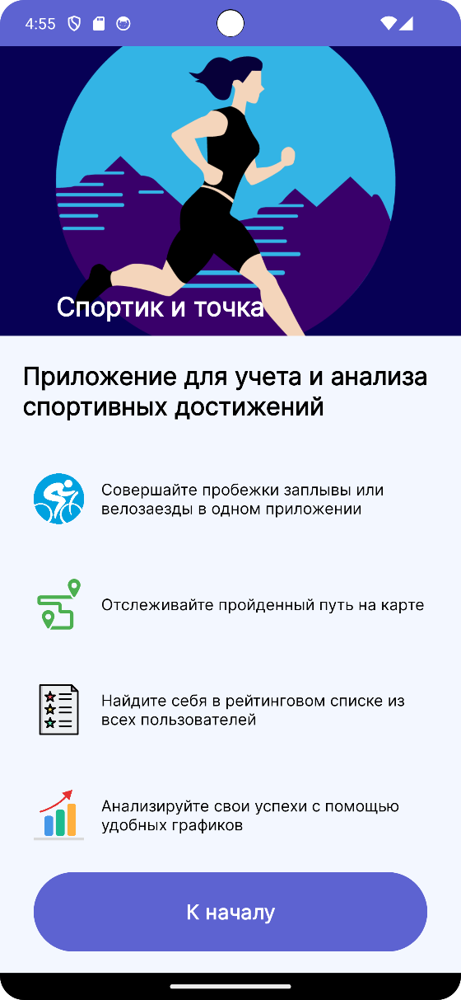 4:55
Спортик и точка
Приложение для учета и анализа
спортивных достижений
Совершайте пробежки заплывы или
велозаезды в одном приложении
Отслеживайте пройденный путь на карте
Найдите себя в рейтинговом списке из
всех пользователей
Анализируйте свои успехи с помощью
удобных графиков
К началу